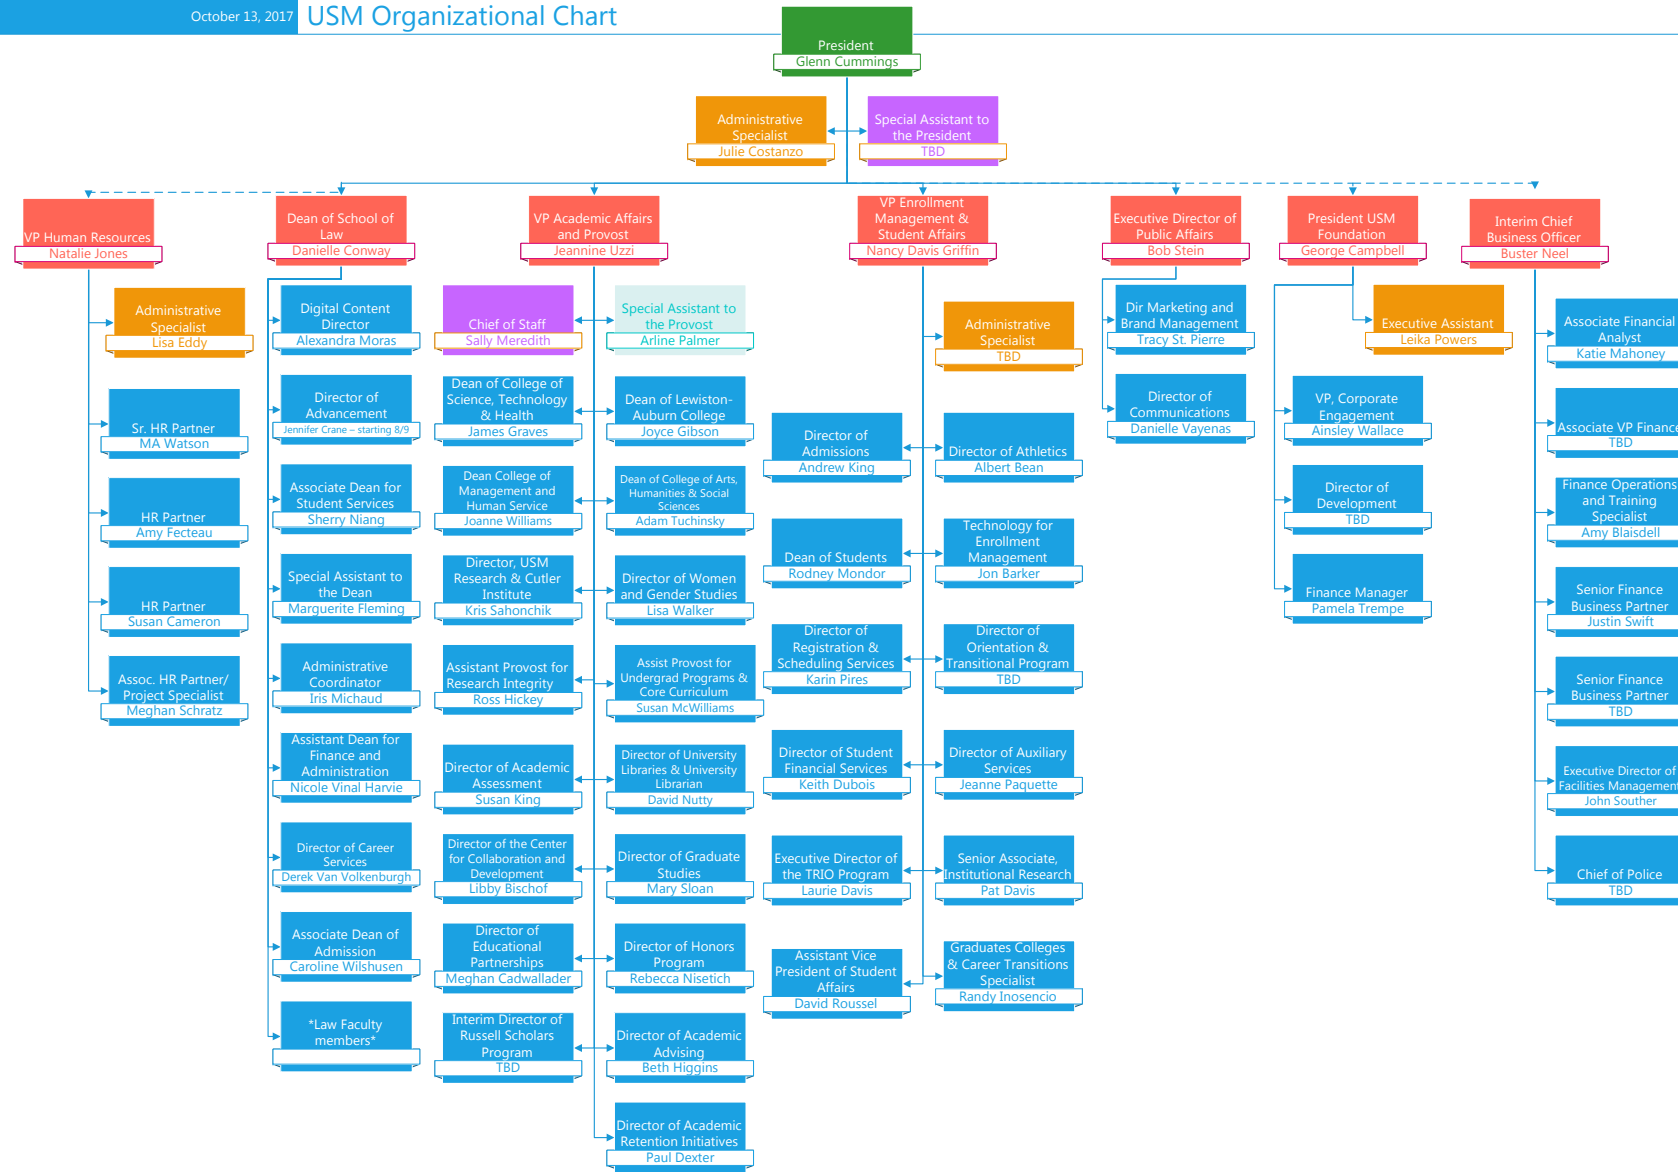 October 13, 2017
USM Organizational Chart
President
Glenn Cummings
Administrative
Specialist
Julie Costanzo
Special Assistant to
the President
TBD
VP Human Resources
Natalie Jones
Administrative
Specialist
Lisa Eddy
Sr. HR Partner
MA Watson
HR Partner
Amy Fecteau
HR Partner
Susan Cameron
Assoc. HR Partner/
Project Specialist
Meghan Schratz
Dean of School of
Law
Danielle Conway
Digital Content
Director
Alexandra Moras
Director of
Advancement
Jennifer Crane – starting 8/9
Associate Dean for
Student Services
Sherry Niang
Special Assistant to
the Dean
Marguerite Fleming
Administrative
Coordinator
Iris Michaud
Assistant Dean for
Finance and
Administration
Nicole Vinal Harvie
Director of Career
Services
Derek Van Volkenburgh
Associate Dean of
Admission
Caroline Wilshusen
*Law Faculty
members*
VP Academic Affairs
and Provost
Jeannine Uzzi
Chief of Staff
Sally Meredith
Special Assistant to
the Provost
Arline Palmer
Dean of College of
Science, Technology
& Health
James Graves
Dean of Lewiston-
Auburn College
Joyce Gibson
Dean College of
Management and
Human Service
Joanne Williams
Dean of College of Arts,
Humanities & Social
Sciences
Adam Tuchinsky
Director, USM
Research & Cutler
Institute
Kris Sahonchik
Director of Women
and Gender Studies
Lisa Walker
Assistant Provost for
Research Integrity
Ross Hickey
Assist Provost for
Undergrad Programs &
Core Curriculum
Susan McWilliams
Director of Academic
Assessment
Susan King
Director of University
Libraries & University
Librarian
David Nutty
Director of the Center
for Collaboration and
Development
Libby Bischof
Director of Graduate
Studies
Mary Sloan
Director of
Educational
Partnerships
Meghan Cadwallader
Director of Honors
Program
Rebecca Nisetich
Interim Director of
Russell Scholars
Program
TBD
Director of Academic
Advising
Beth Higgins
Director of Academic
Retention Initiatives
Paul Dexter
VP Enrollment
Management &
Student Affairs
Nancy Davis Griffin
Administrative
Specialist
TBD
Director of
Admissions
Andrew King
Director of Athletics
Albert Bean
Dean of Students
Rodney Mondor
Technology for
Enrollment
Management
Jon Barker
Director of
Registration &
Scheduling Services
Karin Pires
Director of
Orientation &
Transitional Program
TBD
Director of Student
Financial Services
Keith Dubois
Director of Auxiliary
Services
Jeanne Paquette
Executive Director of
the TRIO Program
Laurie Davis
Senior Associate,
Institutional Research
Pat Davis
Assistant Vice
President of Student
Affairs
David Roussel
Graduates Colleges
& Career Transitions
Specialist
Randy Inosencio
Executive Director of
Public Affairs
Bob Stein
Dir Marketing and
Brand Management
Tracy St. Pierre
Director of
Communications
Danielle Vayenas
President USM
Foundation
George Campbell
Executive Assistant
Leika Powers
VP, Corporate
Engagement
Ainsley Wallace
Director of
Development
TBD
Finance Manager
Pamela Trempe
Interim Chief
Business Officer
Buster Neel
Associate Financial
Analyst
Katie Mahoney
Associate VP Finance
TBD
Finance Operations
and Training
Specialist
Amy Blaisdell
Senior Finance
Business Partner
Justin Swift
Senior Finance
Business Partner
TBD
Executive Director of
Facilities Management
John Souther
Chief of Police
TBD